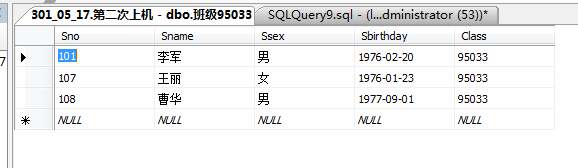 301_05_17.第二次上机 - dbo.班级95033 SQLQuery9.sql - (l...dministrator (53))*
Sno Sname Ssex Sbirthday Class
101 李军 男 1976-02-20 95033
107 王丽 女 1976-01-23 95033
108 曹华 男 1977-09-01 95033
NULL NULL NULL NULL NULL